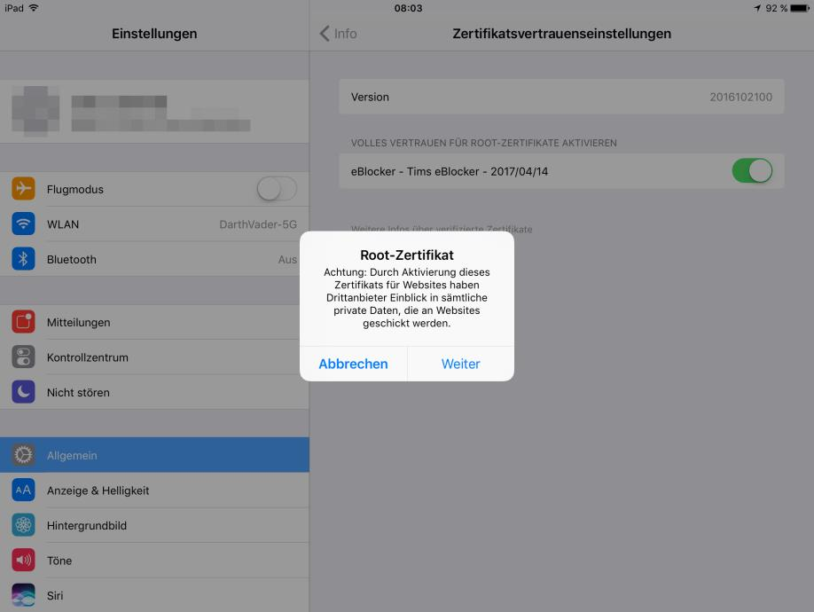 iPad
08:03
92 %
Einstellungen
Info
Zertifikatsvertrauenseinstellungen
Version
2016102100
VOLLES VERTRAUEN FÜR ROOT-ZERTIFIKATE AKTIVIEREN
eBlocker - Tims eBlocker - 2017/04/14
Weitere Infos über verifizierte Zertifikate
Flugmodus
WLAN
DarthVader-5G
Bluetooth
Aus
Mitteilungen
Kontrollzentrum
Nicht stören
Allgemein
AA
Anzeige & Helligkeit
Hintergrundbild
Töne
Siri
Root-Zertifikat
Achtung: Durch Aktivierung dieses
Zertifikats für Websites haben
Drittanbieter Einblick in sämtliche
private Daten, die an Websites
geschickt werden.
Abbrechen
Weiter